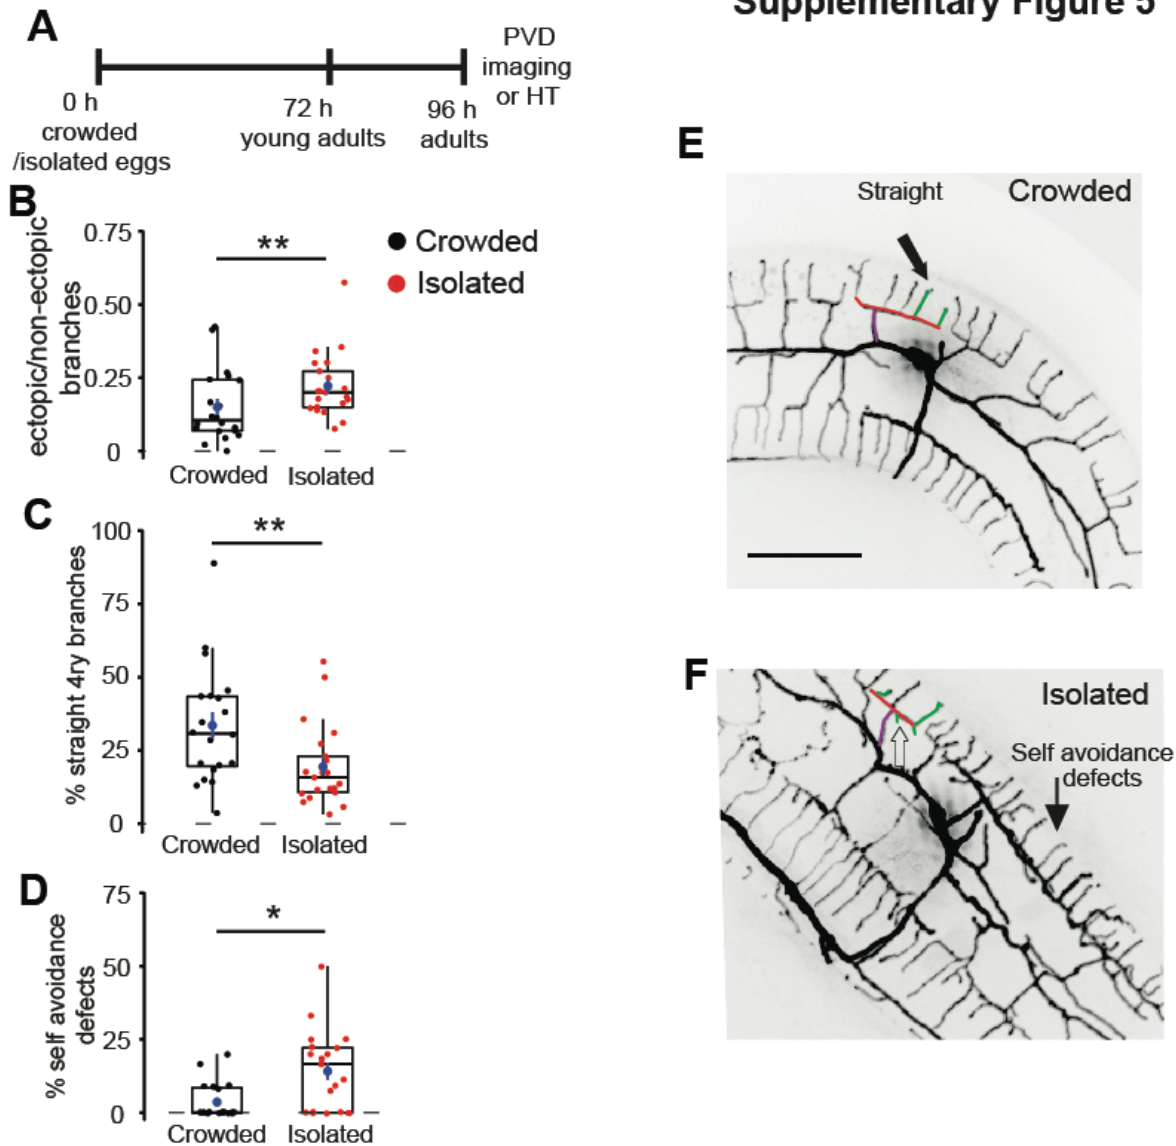 Supplementary Figure 5
A
PVD
imaging
or HT
0 h
crowded
/isolated eggs
72 h
young adults
96 h
adults
B
ectopic/non-ectopic
branches
0.75
0.50
0.25
0
**
Crowded
Isolated
Crowded
Isolated
C
% straight 4ry branches
100
75
50
25
0
**
Crowded
Isolated
D
% self avoidance
defects
75
50
25
0
*
Crowded
Isolated
E
Straight
Crowded
F
Isolated
Self avoidance
defects